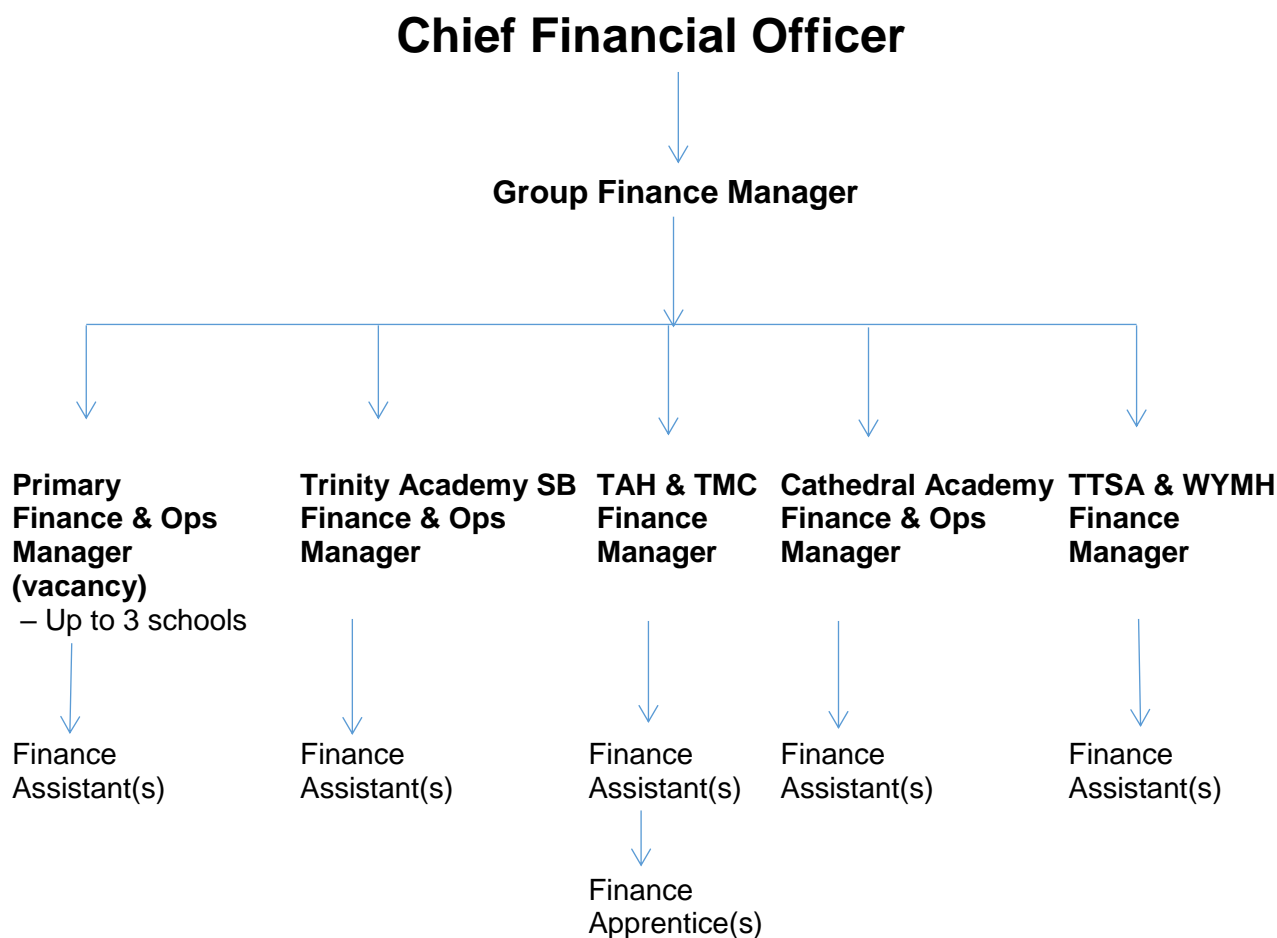 Chief Financial Officer
Group Finance Manager
Primary
Finance & Ops
Manager
(vacancy)
– Up to 3 schools
Trinity Academy SB
Finance & Ops
Manager
TAH & TMC
Finance
Manager
Cathedral Academy
Finance & Ops
Manager
TTSA & WYMH
Finance
Manager
Finance
Assistant(s)
Finance
Assistant(s)
Finance
Assistant(s)
Finance
Assistant(s)
Finance
Assistant(s)
Finance
Apprentice(s)